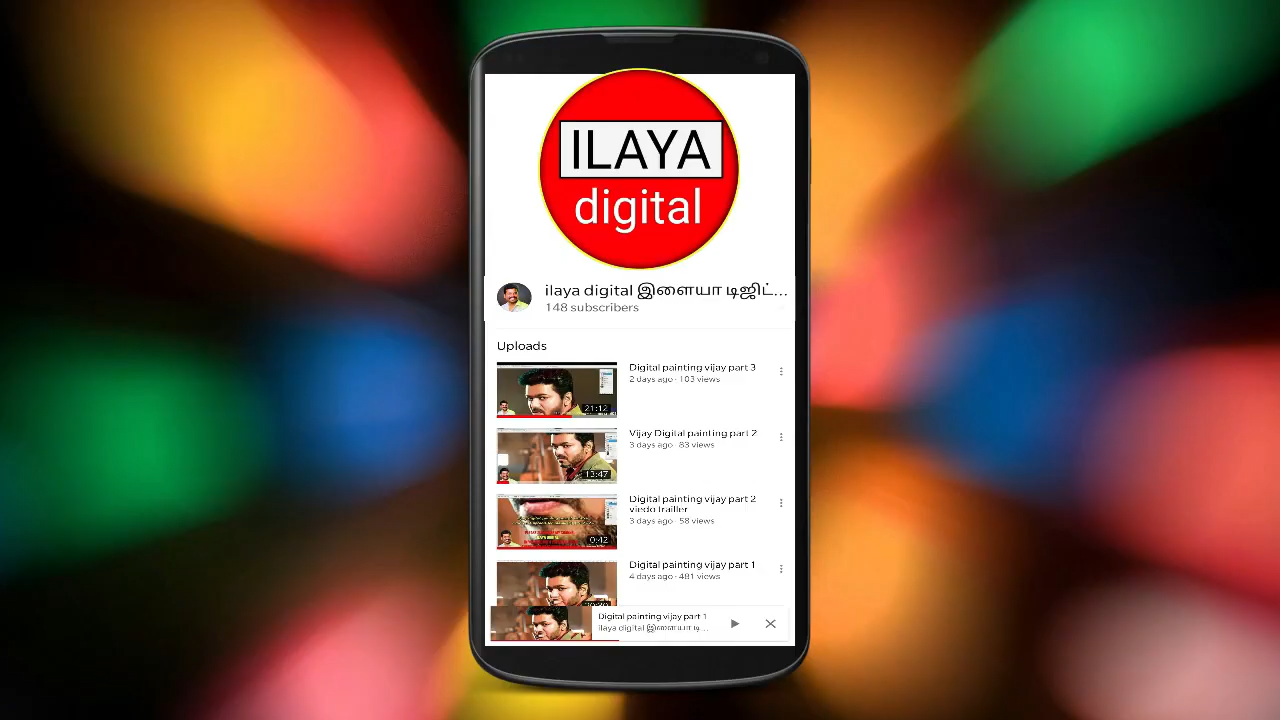 ILAYA
digital
ilaya digital இளையா டிஜிட்...
148 subscribers
Uploads
Digital painting vijay part 3
2 days ago · 103 views
21:12
Vijay Digital painting part 2
3 days ago · 83 views
13:47
Digital painting vijay part 2
viedo trailler
3 days ago · 58 views
0:42
Digital painting vijay part 1
4 days ago · 481 views
Digital painting vijay part 1
ilaya digital இளையா டி...